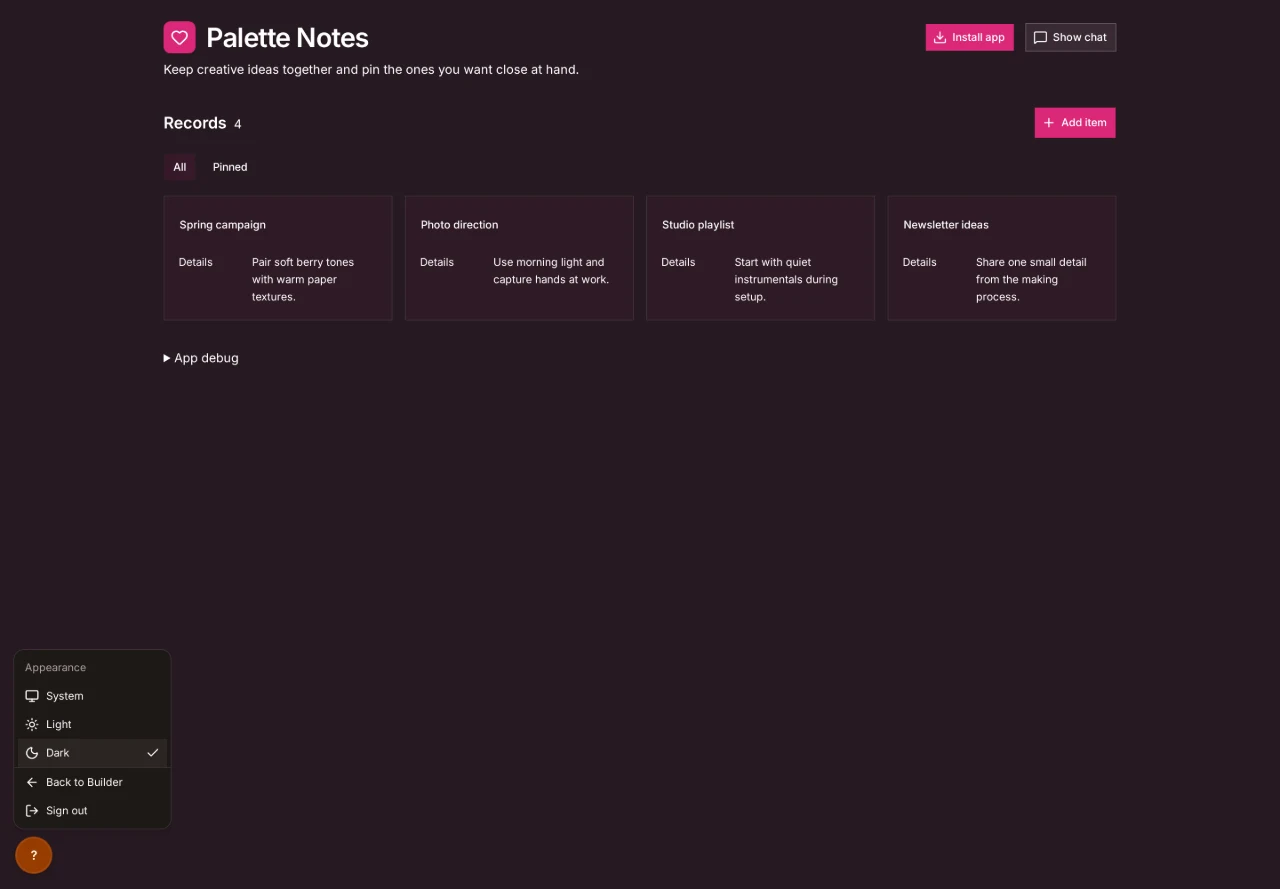 Palette Notes
Install app
Show chat
Keep creative ideas together and pin the ones you want close at hand.
Records 4
Add item
All
Pinned
Spring campaign
Details
Pair soft berry tones
with warm paper
textures.
Photo direction
Details
Use morning light and
capture hands at work.
Studio playlist
Details
Start with quiet
instrumentals during
setup.
Newsletter ideas
Details
Share one small detail
from the making
process.
App debug
Appearance
System
Light
Dark
Back to Builder
Sign out
?